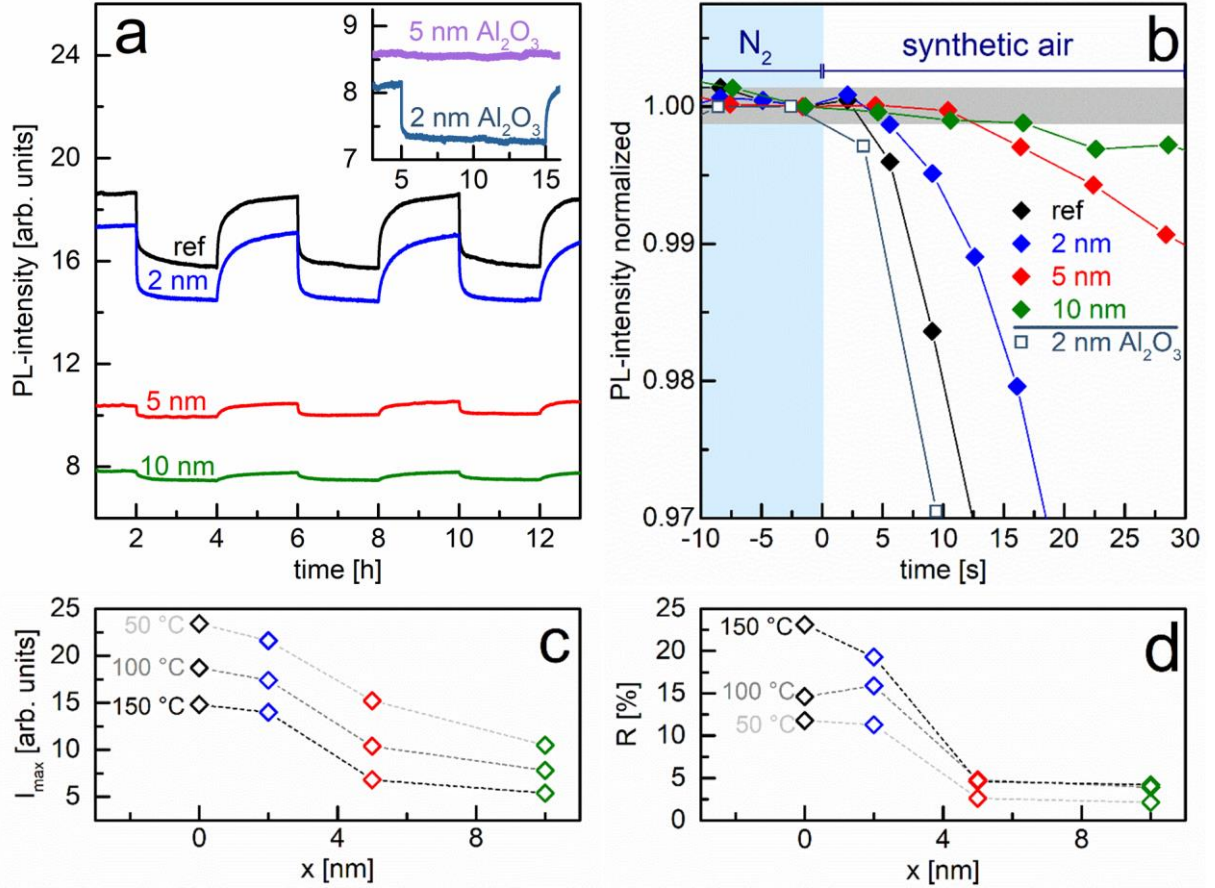 a
PL-intensity [arb. units]
24
20
16
12
8
2 4 6 8 10 12
time [h]
ref
2 nm
5 nm
10 nm
9
8
7
5 10 15
5 nm Al₂O₃
2 nm Al₂O₃
b
PL-intensity normalized
1.00
0.99
0.98
0.97
-10 -5 0 5 10 15 20 25 30
time [s]
N₂
synthetic air
ref
2 nm
5 nm
10 nm
2 nm Al₂O₃
c
Iₘₐₓ [arb. units]
25
20
15
10
5
0 4 8
x [nm]
50 °C
100 °C
150 °C
d
R [%]
25
20
15
10
5
0
0 4 8
x [nm]
150 °C
100 °C
50 °C